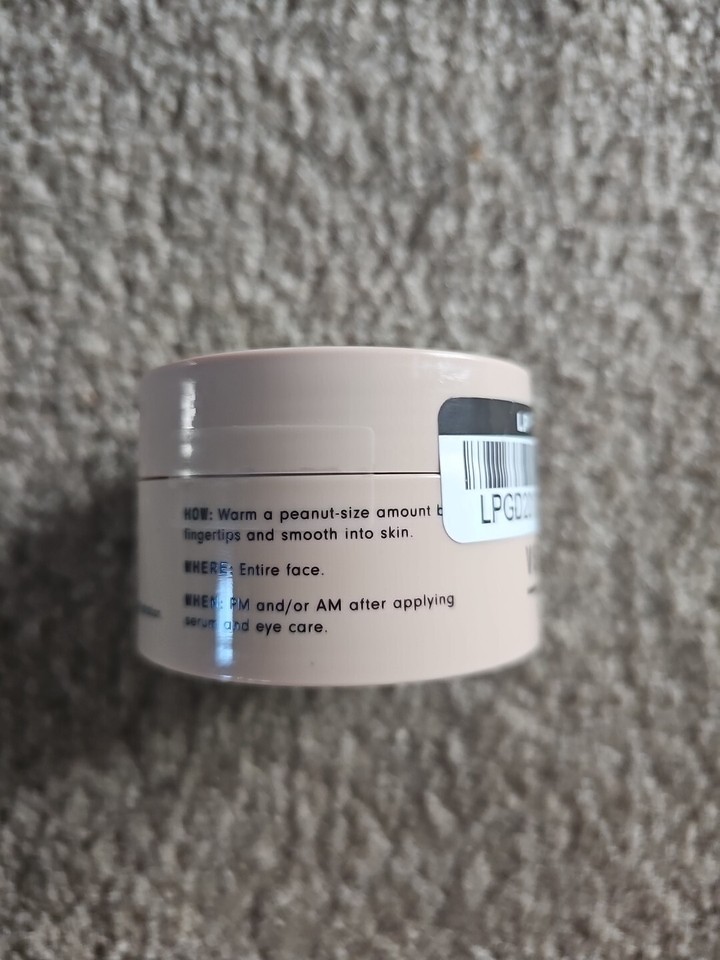 HOW: Warm a peanut-size amount b
fingertips and smooth into skin.
WHERE: Entire face.
WHEN: PM and/or AM after applying
serum and eye care.
LPGD20